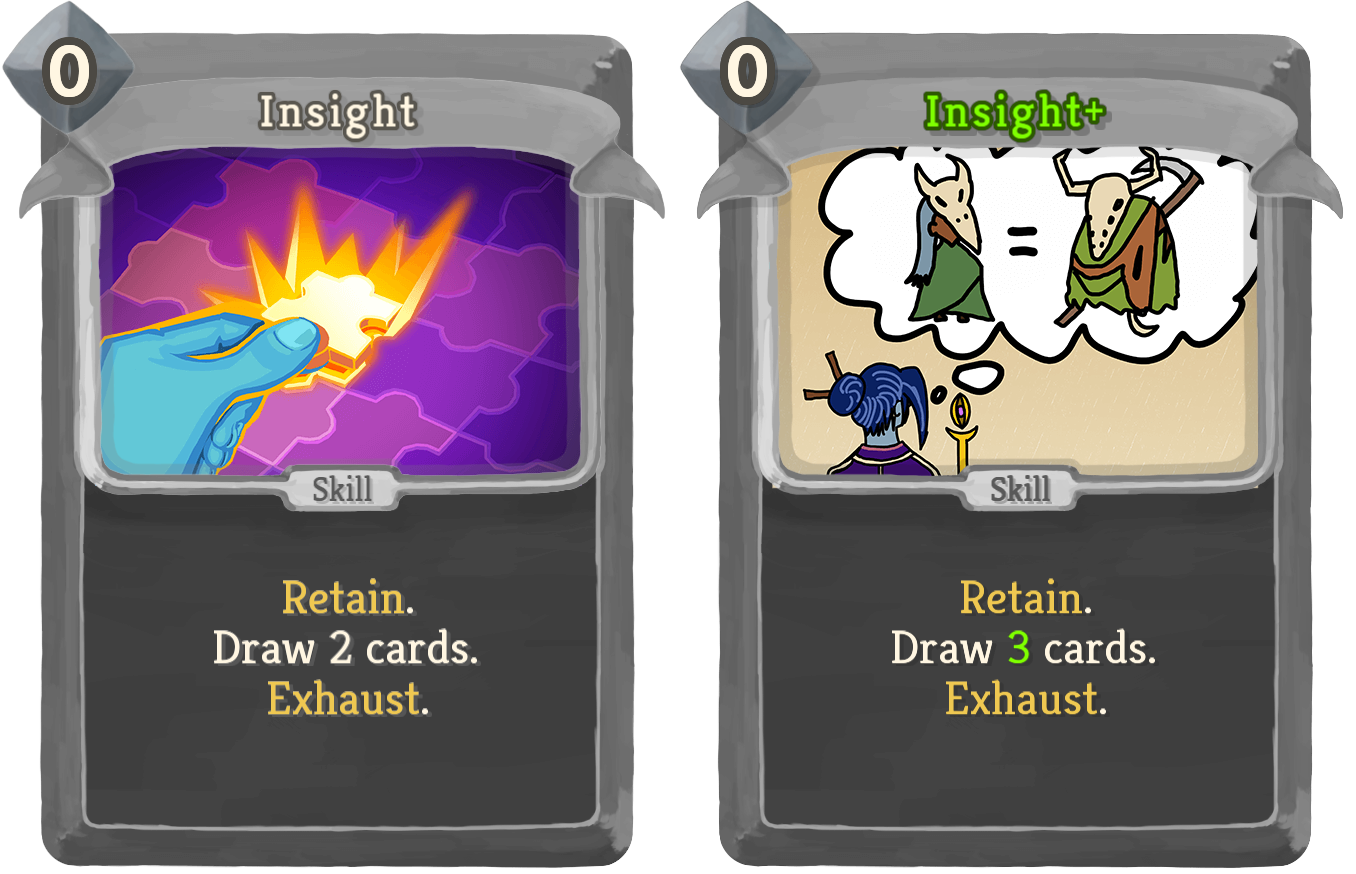 0
Insight
Skill
Retain.
Draw 2 cards.
Exhaust.
0
Insight+
=
Skill
Retain.
Draw 3 cards.
Exhaust.